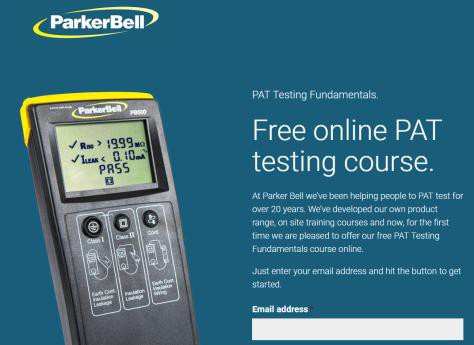 ParkerBell
PAT Testing Fundamentals.
Free online PAT
testing course.
At Parker Bell we've been helping people to PAT test for
over 20 years. We've developed our own product
range, on site training courses and now, for the first
time we are pleased to offer our free PAT Testing
Fundamentals course online.
Just enter your email address and hit the button to get
started.
Email address *
ParkerBell
PB500
✓ RISO > 19.99 MΩ
✓ ILEAK < 0.10 mA
PASS
Class I
Class II
Cord
Earth Cont.
Insulation
Leakage
Insulation
Leakage
Earth Cont.
Insulation
Wiring